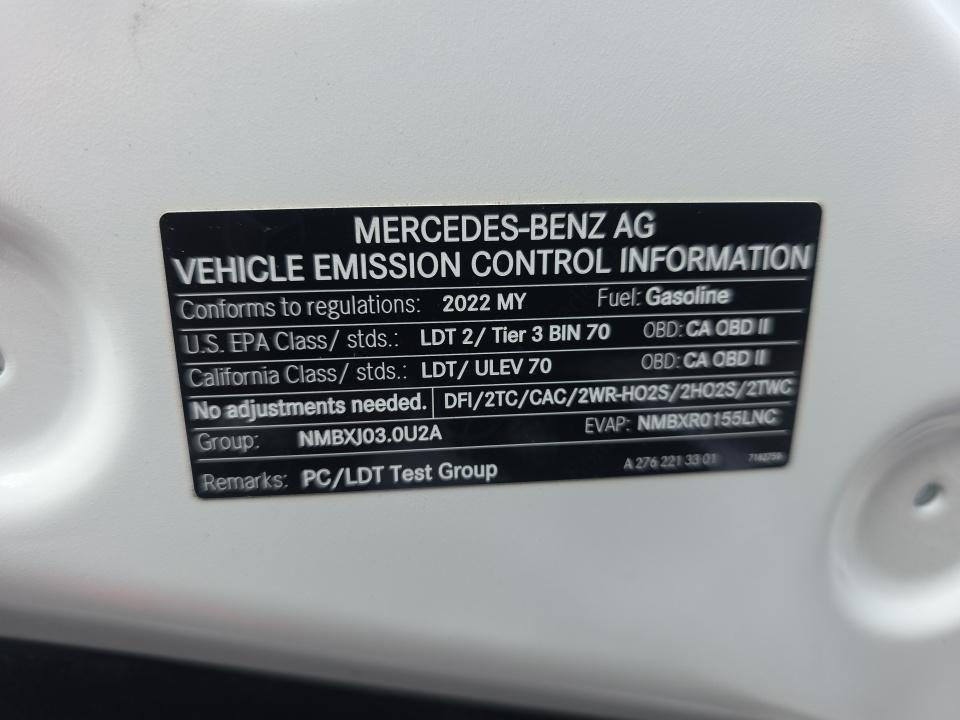 MERCEDES-BENZ AG
VEHICLE EMISSION CONTROL INFORMATION
Conforms to regulations: 2022 MY Fuel: Gasoline
U.S. EPA Class/ stds.: LDT 2/ Tier 3 BIN 70 OBD: CA OBD II
California Class/ stds.: LDT/ ULEV 70 OBD: CA OBD II
No adjustments needed. DFI/2TC/CAC/2WR-HO2S/2HO2S/2TWC
Group: NMBXJ03.0U2A EVAP: NMBXR0155LNC
Remarks: PC/LDT Test Group A 276 221 33 01